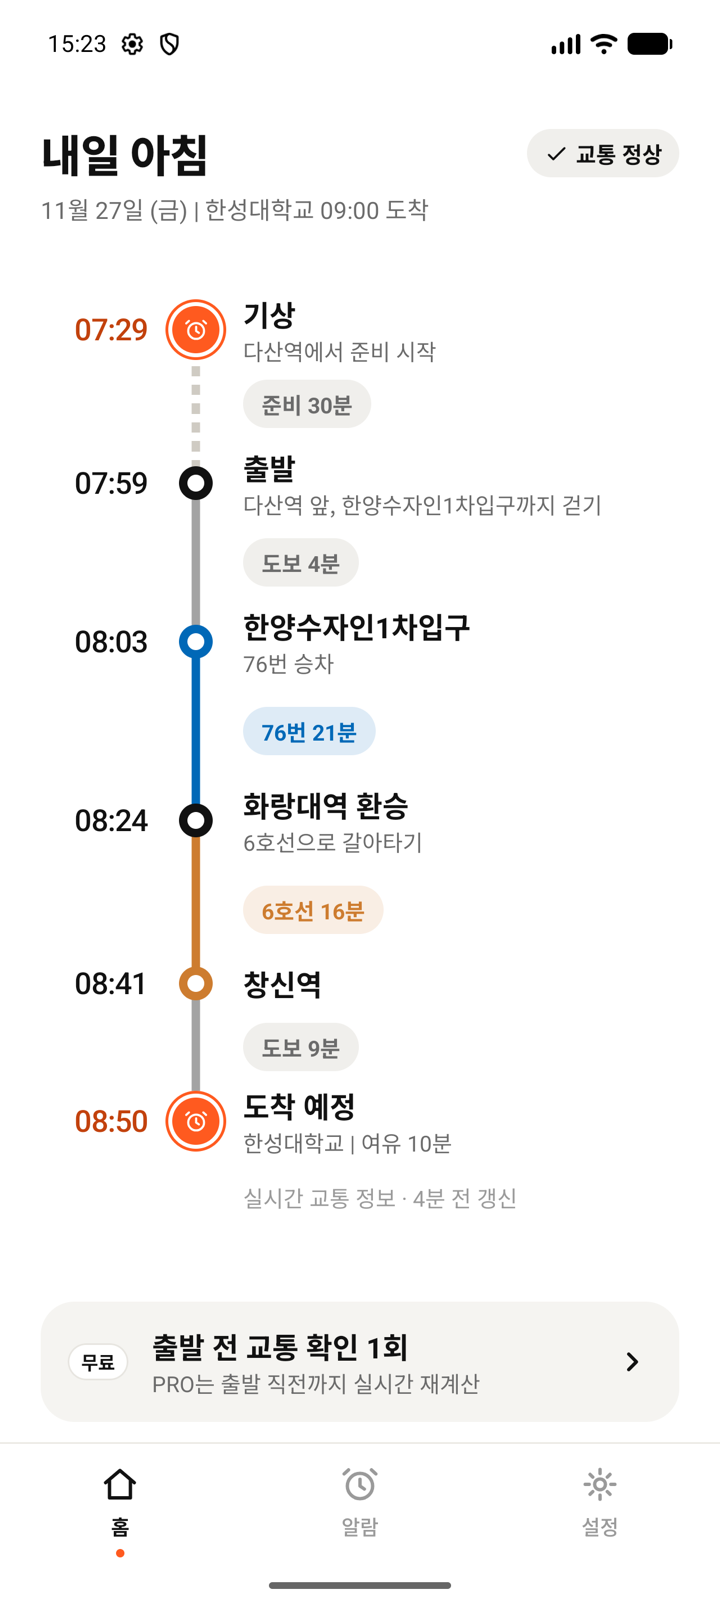 15:23
내일 아침
교통 정상
11월 27일 (금) | 한성대학교 09:00 도착
07:29
기상
다산역에서 준비 시작
준비 30분
07:59
출발
다산역 앞, 한양수자인1차입구까지 걷기
도보 4분
08:03
한양수자인1차입구
76번 승차
76번 21분
08:24
화랑대역 환승
6호선으로 갈아타기
6호선 16분
08:41
창신역
도보 9분
08:50
도착 예정
한성대학교 | 여유 10분
실시간 교통 정보 · 4분 전 갱신
무료
출발 전 교통 확인 1회
PRO는 출발 직전까지 실시간 재계산
홈
알람
설정